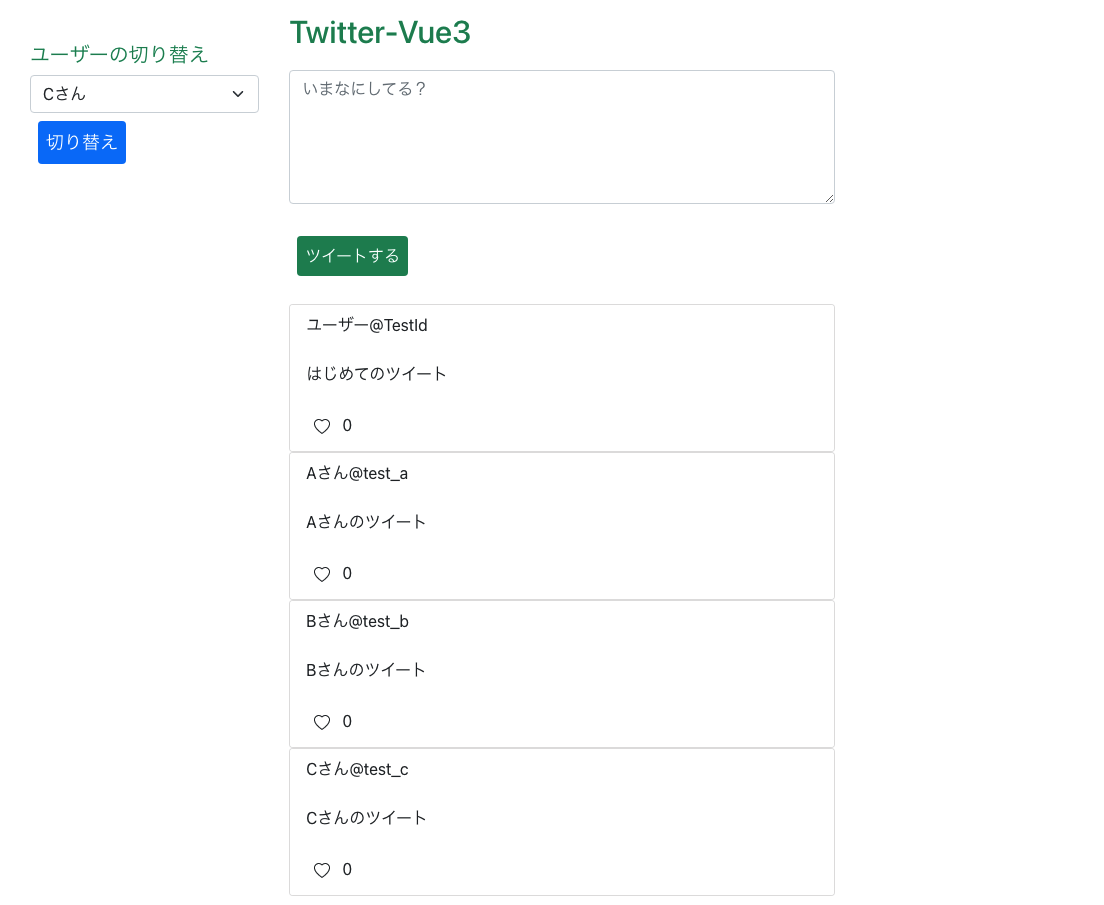 ユーザーの切り替え
Cさん
切り替え
Twitter-Vue3
いまなにしてる？
ツイートする
ユーザー@TestId
はじめてのツイート
0
Aさん@test_a
Aさんのツイート
0
Bさん@test_b
Bさんのツイート
0
Cさん@test_c
Cさんのツイート
0